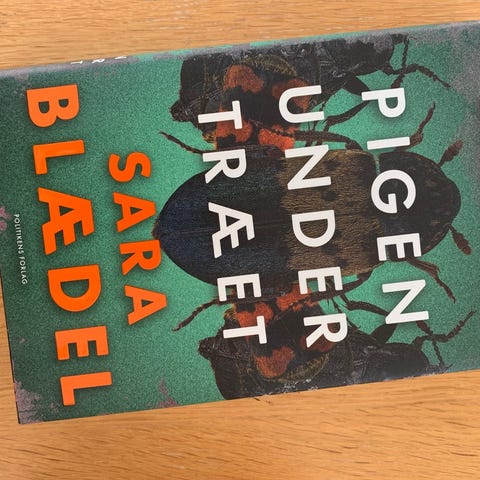 PIGEN
UNDER
TRÆET
SARA
BLÆDEL
POLITIKENS FORLAG